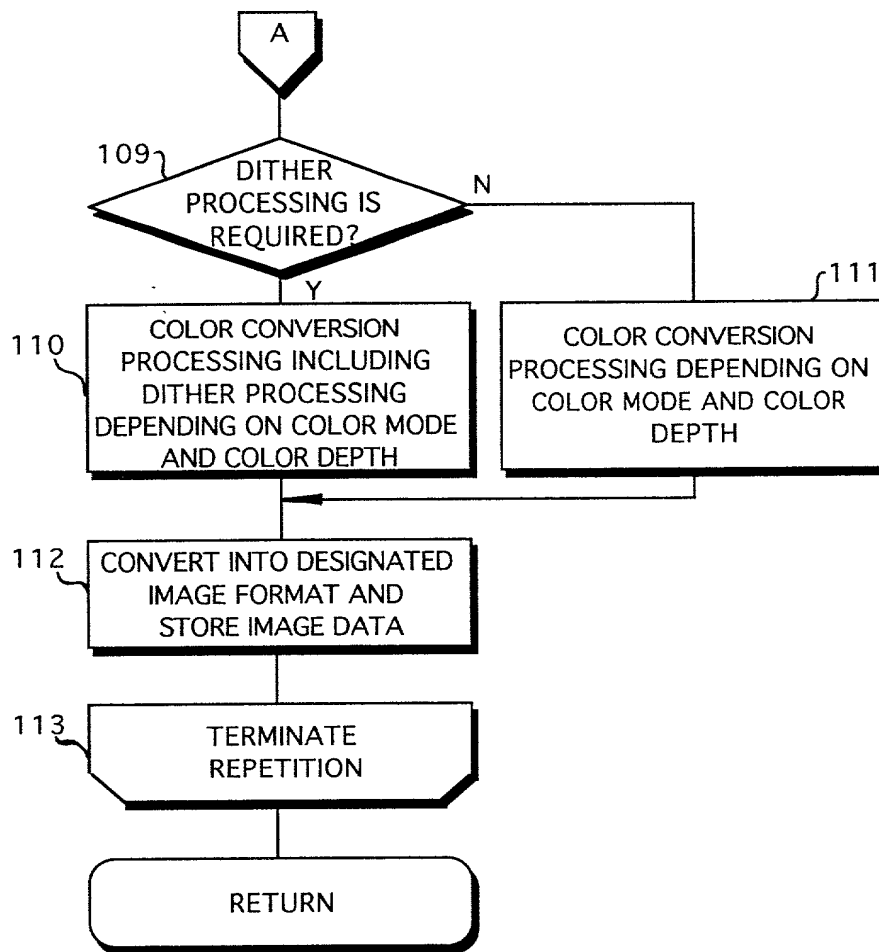 A
109
DITHER
PROCESSING IS
REQUIRED?
N
Y
111
110
COLOR CONVERSION
PROCESSING INCLUDING
DITHER PROCESSING
DEPENDING ON COLOR MODE
AND COLOR DEPTH
COLOR CONVERSION
PROCESSING DEPENDING ON
COLOR MODE AND COLOR
DEPTH
112
CONVERT INTO DESIGNATED
IMAGE FORMAT AND
STORE IMAGE DATA
113
TERMINATE
REPETITION
RETURN